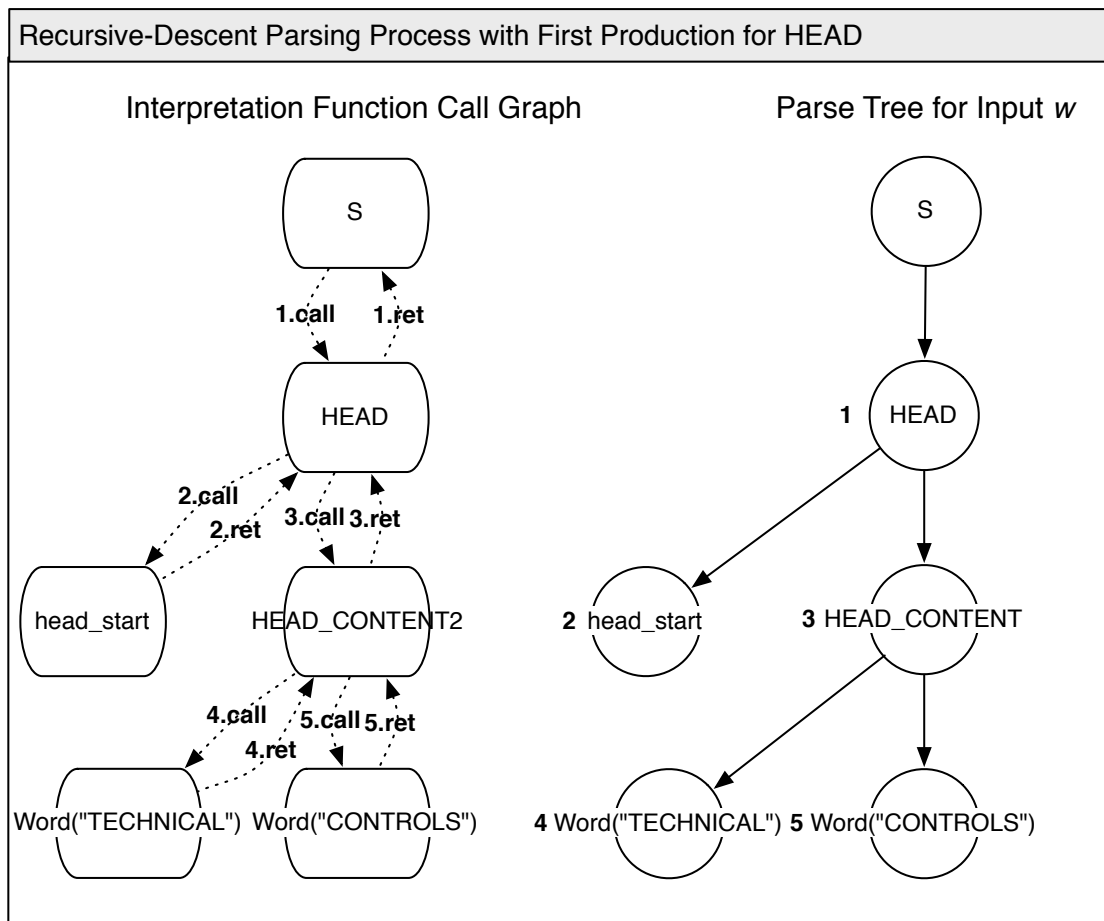 Recursive-Descent Parsing Process with First Production for HEAD
Interpretation Function Call Graph
S
1.call
1.ret
HEAD
2.call
2.ret
3.call
3.ret
head_start
HEAD_CONTENT2
4.call
4.ret
5.call
5.ret
Word("TECHNICAL")
Word("CONTROLS")
Parse Tree for Input w
S
1 HEAD
2 head_start
3 HEAD_CONTENT
4 Word("TECHNICAL")
5 Word("CONTROLS")